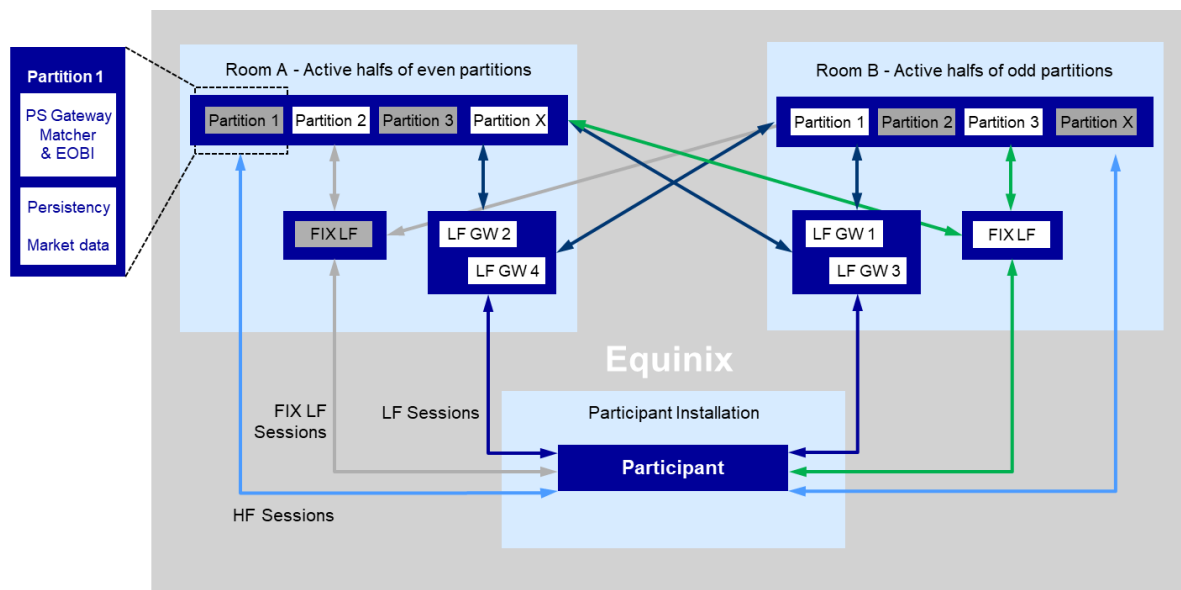 Partition 1
PS Gateway
Matcher
& EOBI
Persistency
Market data
Room A - Active halfs of even partitions
Partition 1
Partition 2
Partition 3
Partition X
FIX LF
LF GW 2
LF GW 4
Room B - Active halfs of odd partitions
Partition 1
Partition 2
Partition 3
Partition X
LF GW 1
LF GW 3
FIX LF
Equinix
FIX LF
Sessions
LF Sessions
HF Sessions
Participant Installation
Participant